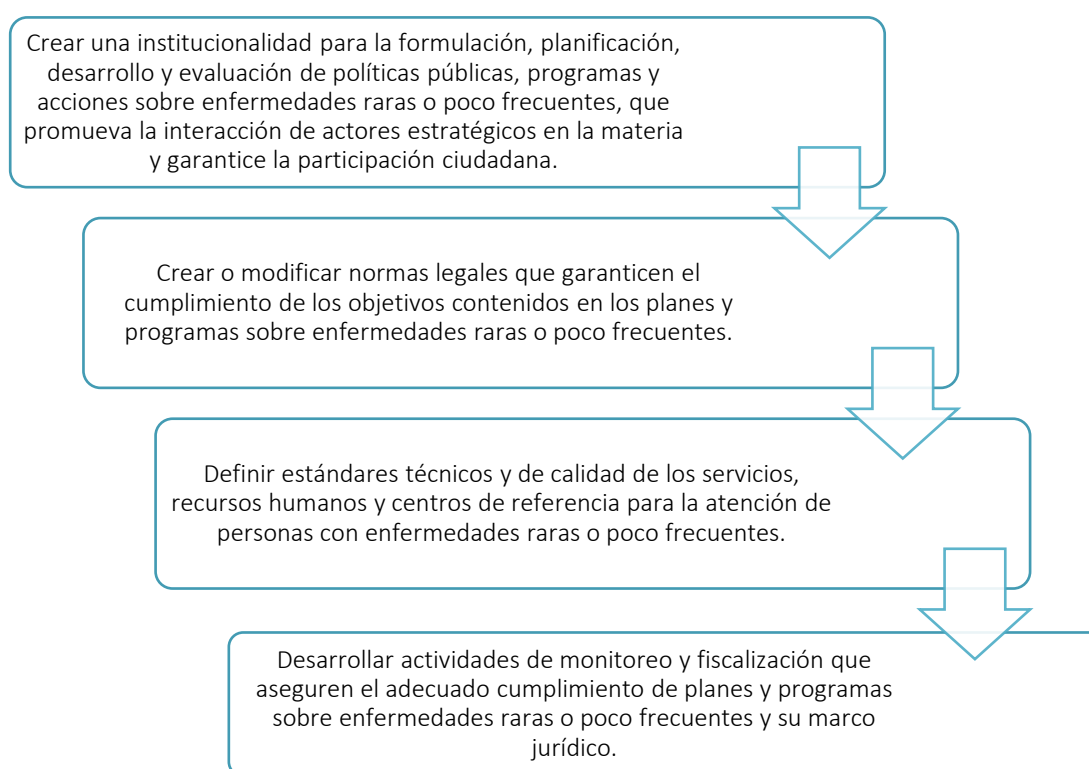 Crear una institucionalidad para la formulación, planificación,
desarrollo y evaluación de políticas públicas, programas y
acciones sobre enfermedades raras o poco frecuentes, que
promueva la interacción de actores estratégicos en la materia
y garantice la participación ciudadana.
Crear o modificar normas legales que garanticen el
cumplimiento de los objetivos contenidos en los planes y
programas sobre enfermedades raras o poco frecuentes.
Definir estándares técnicos y de calidad de los servicios,
recursos humanos y centros de referencia para la atención de
personas con enfermedades raras o poco frecuentes.
Desarrollar actividades de monitoreo y fiscalización que
aseguren el adecuado cumplimiento de planes y programas
sobre enfermedades raras o poco frecuentes y su marco
jurídico.